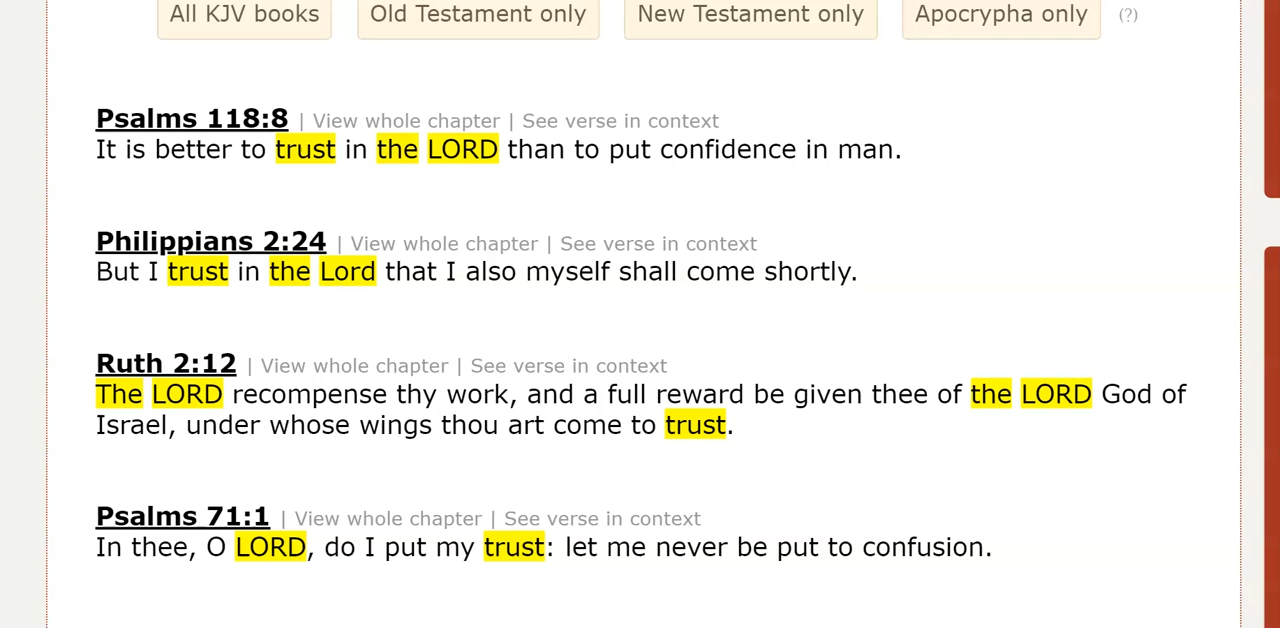 All KJV books Old Testament only New Testament only Apocrypha only (?)
Psalms 118:8 | View whole chapter | See verse in context
It is better to trust in the LORD than to put confidence in man.
Philippians 2:24 | View whole chapter | See verse in context
But I trust in the Lord that I also myself shall come shortly.
Ruth 2:12 | View whole chapter | See verse in context
The LORD recompense thy work, and a full reward be given thee of the LORD God of
Israel, under whose wings thou art come to trust.
Psalms 71:1 | View whole chapter | See verse in context
In thee, O LORD, do I put my trust: let me never be put to confusion.